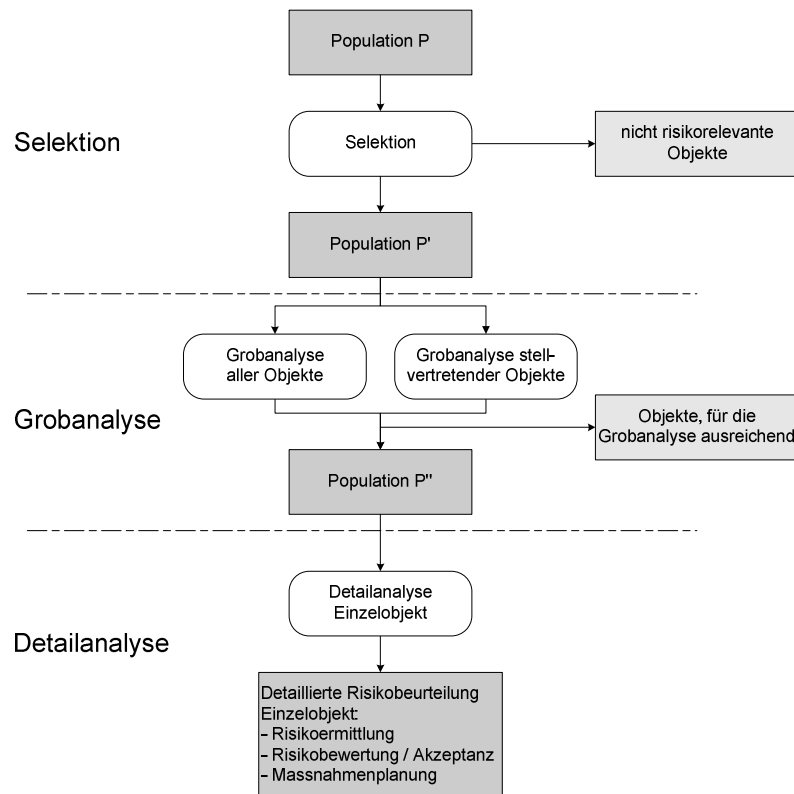 Population P
Selektion
Selektion
nicht risikorelevante
Objekte
Population P'
Grobanalyse
aller Objekte
Grobanalyse stell-
vertretender Objekte
Grobanalyse
Objekte, für die
Grobanalyse ausreichend
Population P"
Detailanalyse
Einzelobjekt
Detailanalyse
Detaillierte Risikobeurteilung
Einzelobjekt:
– Risikoermittlung
– Risikobewertung / Akzeptanz
– Massnahmenplanung